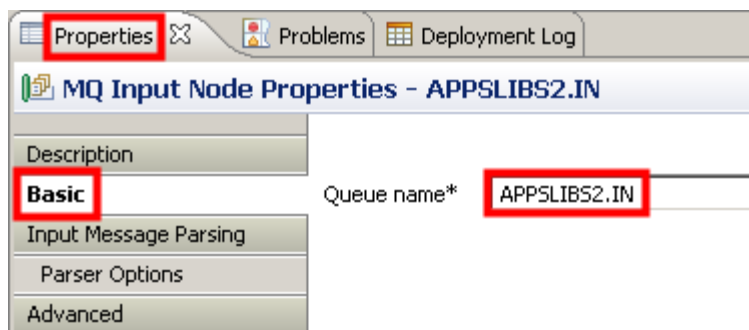 Properties Problems Deployment Log
MQ Input Node Properties - APPSLIBS2.IN
Description
Basic
Queue name* APPSLIBS2.IN
Input Message Parsing
Parser Options
Advanced